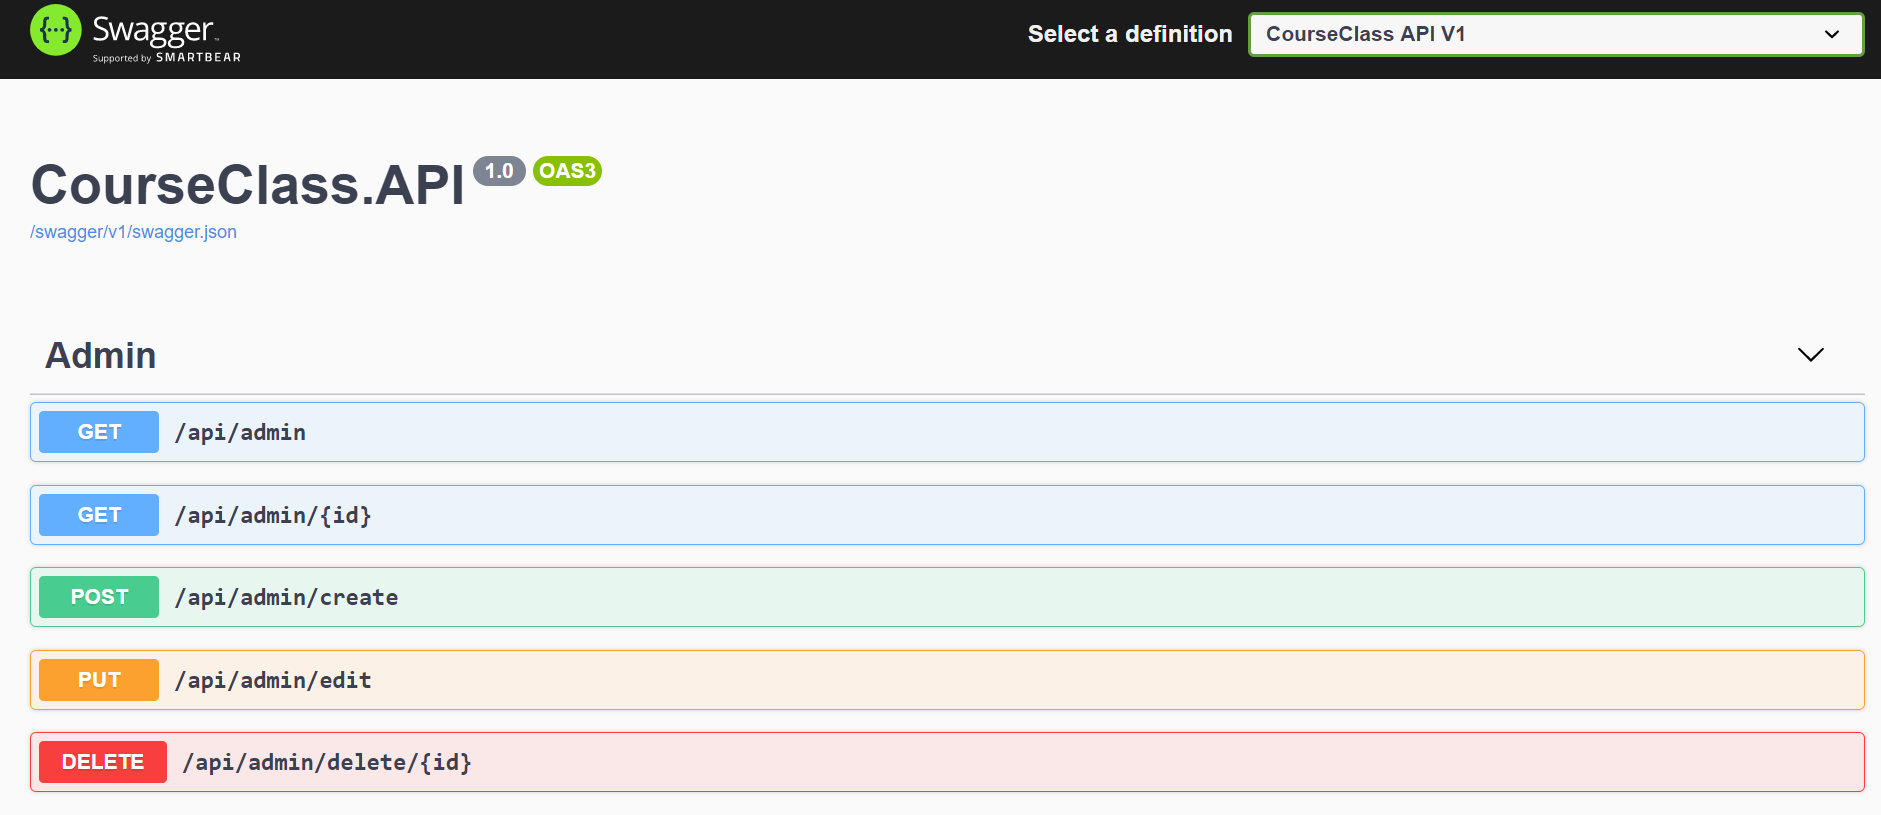 {···} Swagger™
Supported by SMARTBEAR
Select a definition
CourseClass API V1
CourseClass.API 1.0 OAS3
/swagger/v1/swagger.json
Admin
GET /api/admin
GET /api/admin/{id}
POST /api/admin/create
PUT /api/admin/edit
DELETE /api/admin/delete/{id}